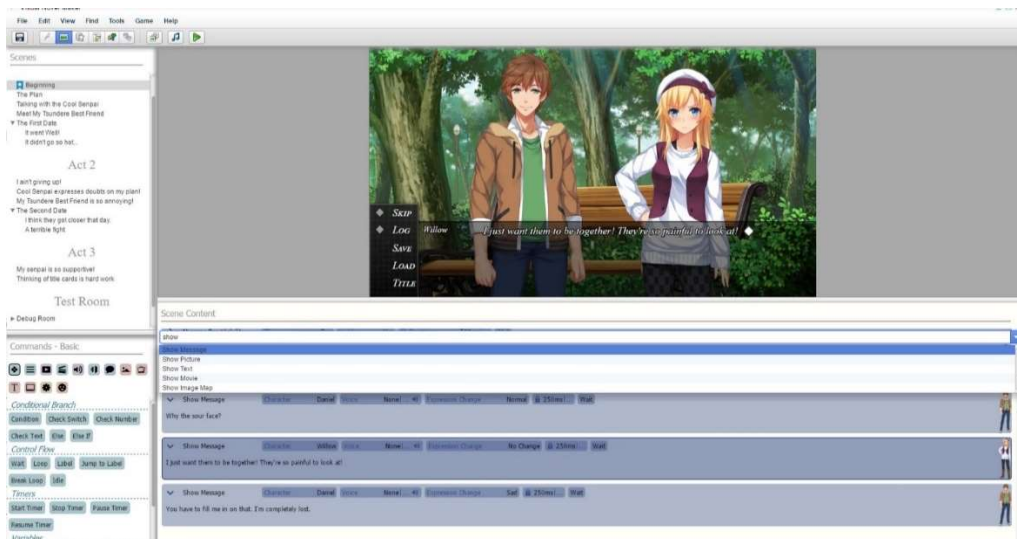 File Edit View Find Tools Game Help
Scenes
Beginning
The Plan
Talking with the Cool Senpai
Meet My Tsundere Best Friend
The First Date
It went Well!
It didn't go so hot..
Act 2
I ain't giving up!
Cool Senpai expresses doubts on my plan!
My Tsundere Best Friend is so annoying!
The Second Date
I think they got closer that day
A terrible fight
Act 3
My senpai is so supportive!
Thinking of title cards is hard work
Test Room
Debug Room
SKIP
LOG
SAVE
LOAD
TITLE
Willow I just want them to be together! They're so painful to look at!
Scene Content
show
Show Message
Show Picture
Show Text
Show Movie
Show Image Map
Show Message Character Daniel Voice None[... Expression Change Normal 250ms[... Wait
Why the sour face?
Show Message Character Willow Voice None[... Expression Change No Change 250ms[... Wait
I just want them to be together! They're so painful to look at!
Show Message Character Daniel Voice None[... Expression Change Sad 250ms[... Wait
You have to fill me in on that. I'm completely lost.
Commands - Basic
Conditional Branch
Condition Check Switch Check Number
Check Text Else Else If
Control Flow
Wait Loop Label Jump to Label
Break Loop Idle
Timers
Start Timer Stop Timer Pause Timer
Resume Timer
Variables